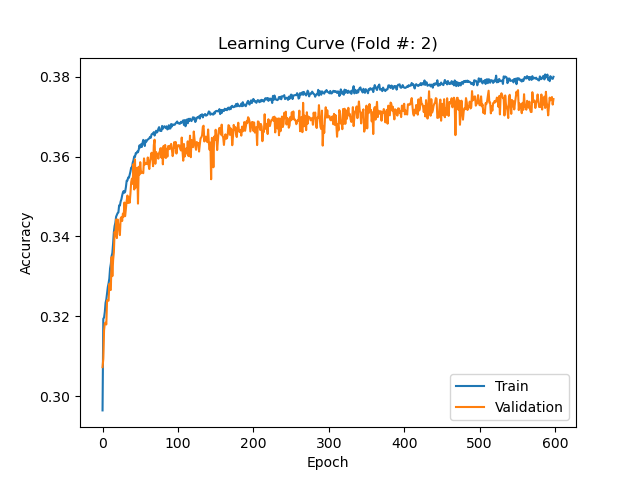 Learning Curve (Fold #: 2)
0.38
0.36
0.34
0.32
0.30
Accuracy
0 100 200 300 400 500 600
Epoch
Train
Validation